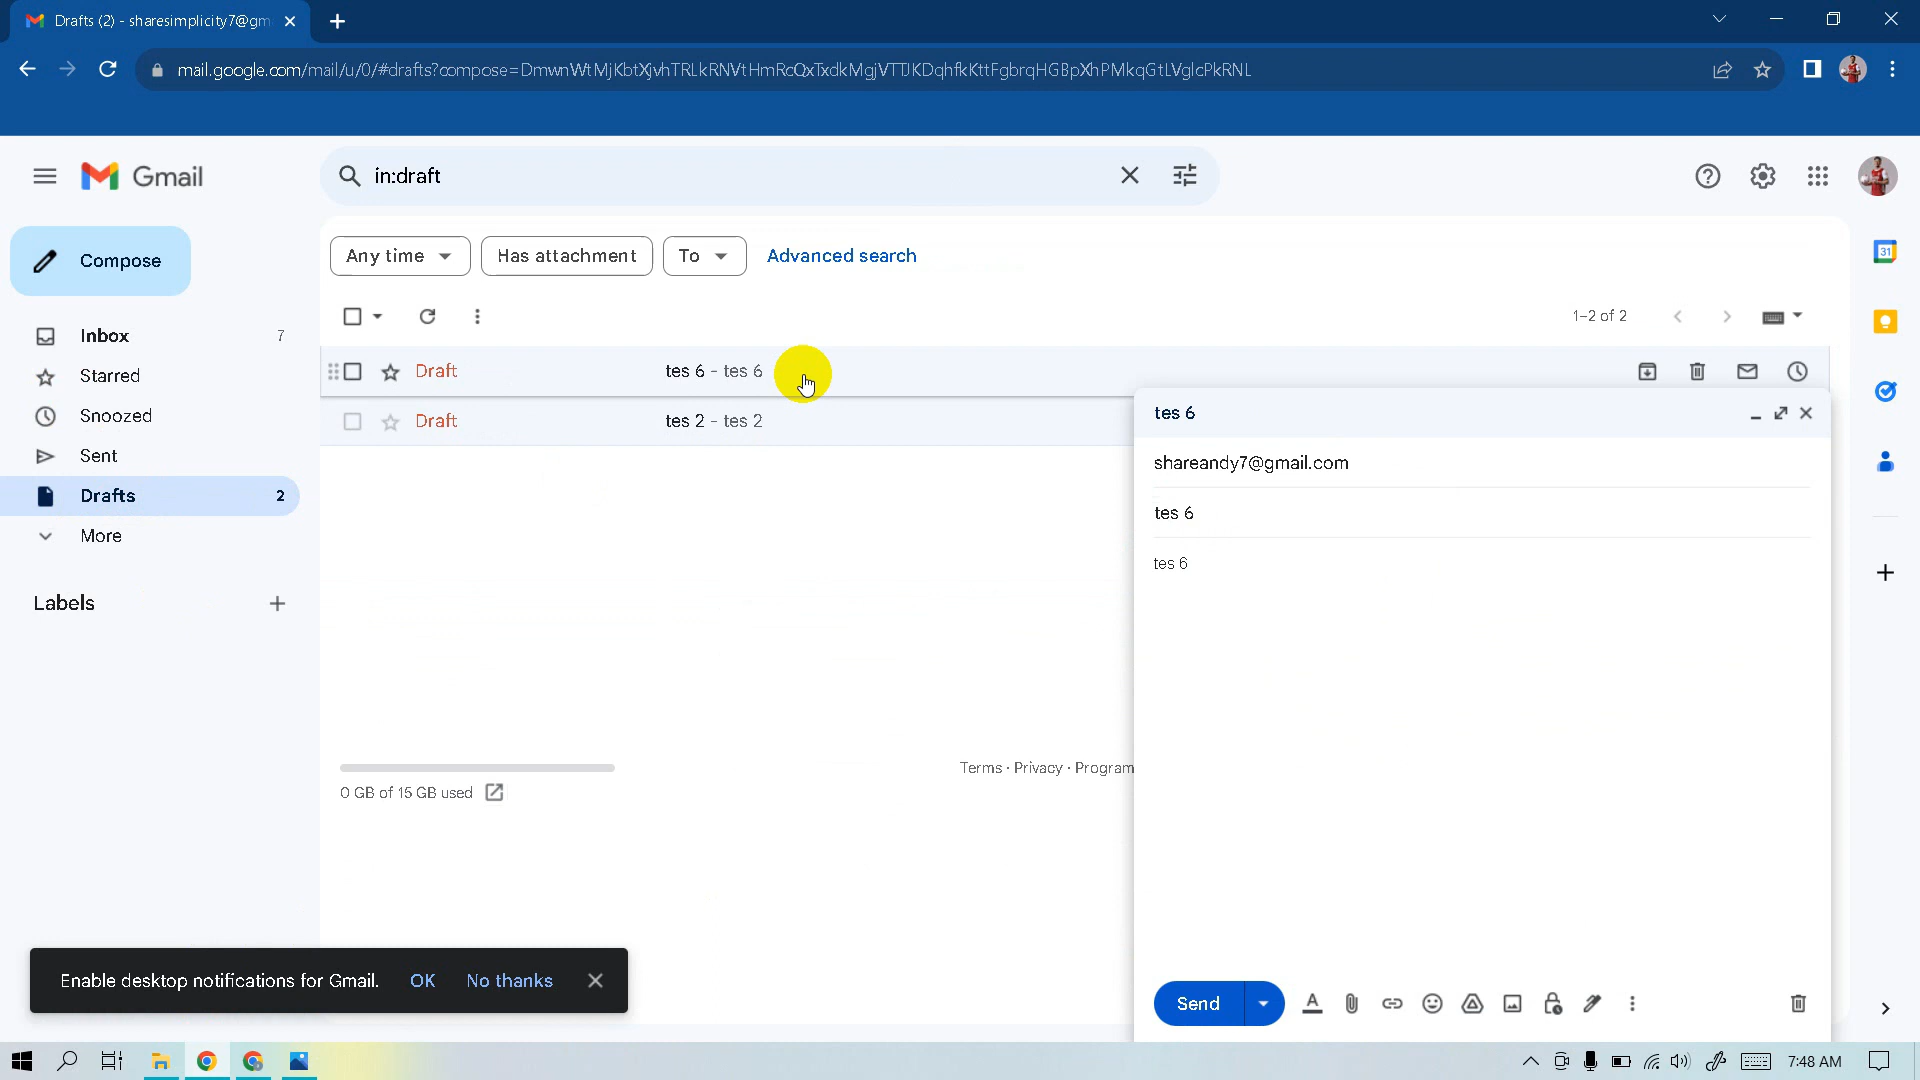 Drafts (2) - sharesimplicity7@gm
mail.google.com/mail/u/0/#drafts?compose=DmwnWtMjKbtXjvhTRLkRNVtHmRcQxTxdkMgjVTTJKDqhfkKttFgbrqHGBpXhPMkqGtLVglcPkRNL
Gmail
in:draft
Compose
Any time
Has attachment
To
Advanced search
31
1–2 of 2
Inbox 7
Starred
Snoozed
Sent
Drafts 2
More
Labels
Draft tes 6 - tes 6
Draft tes 2 - tes 2
tes 6
shareandy7@gmail.com
tes 6
tes 6
Terms · Privacy · Program
0 GB of 15 GB used
Enable desktop notifications for Gmail. OK No thanks
Send
7:48 AM